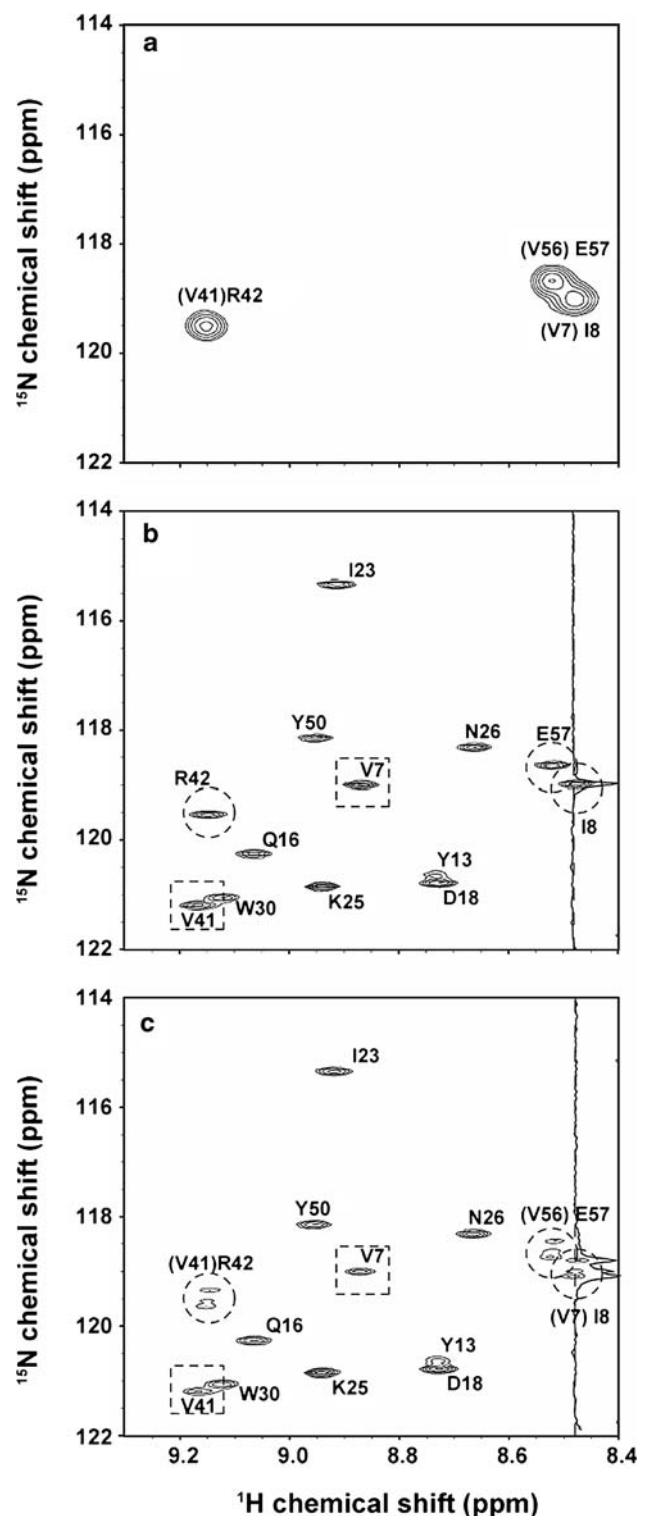 a
114
116
118
120
122
¹⁵N chemical shift (ppm)
(V56) E57
(V41)R42
(V7) I8
b
114
116
118
120
122
¹⁵N chemical shift (ppm)
I23
Y50
N26
E57
V7
R42
I8
Q16
Y13
K25
D18
W30
V41
c
114
116
118
120
122
¹⁵N chemical shift (ppm)
I23
Y50
N26
(V56) E57
V7
(V41)R42
(V7) I8
Q16
Y13
K25
D18
W30
V41
9.2 9.0 8.8 8.6 8.4
¹H chemical shift (ppm)